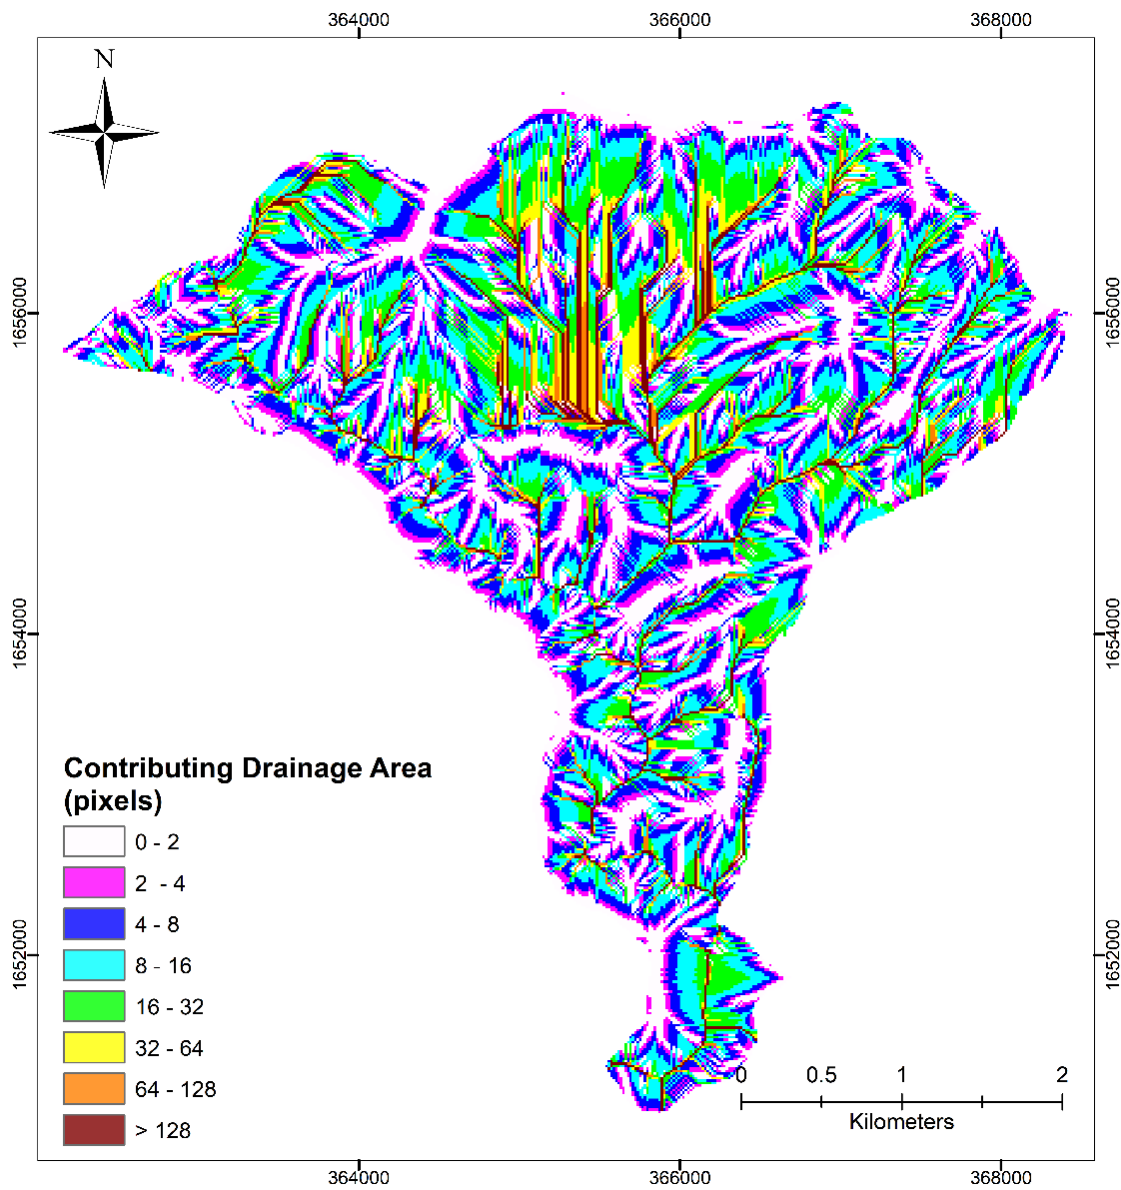 364000 366000 368000
N
1656000 1656000
1654000 1654000
1652000 1652000
Contributing Drainage Area
(pixels)
0 - 2
2 - 4
4 - 8
8 - 16
16 - 32
32 - 64
64 - 128
> 128
0 0.5 1 2
Kilometers
364000 366000 368000